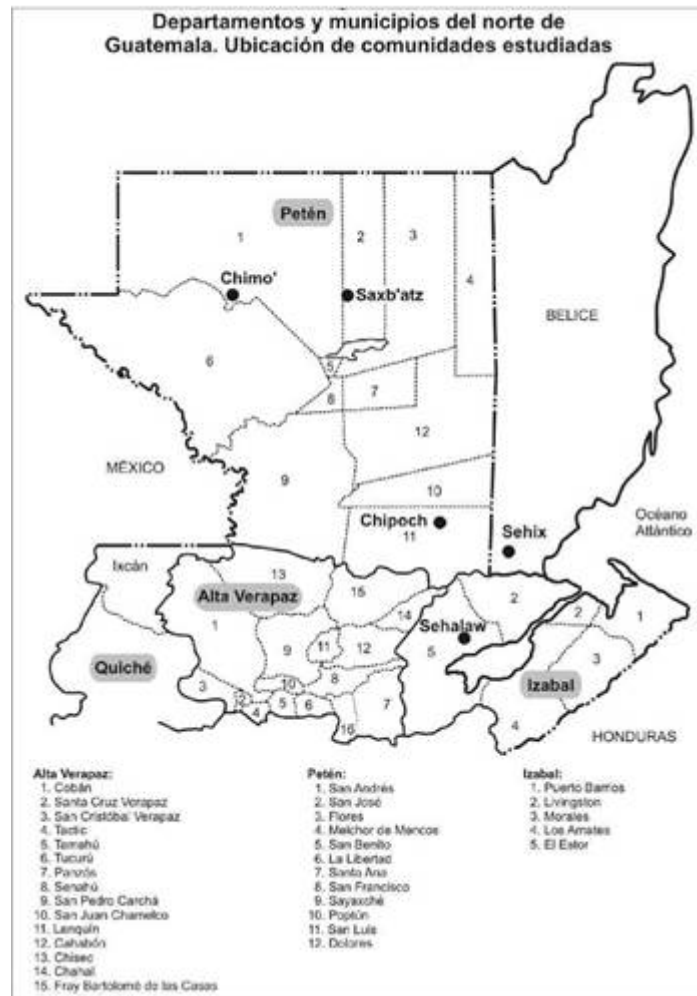 Departamentos y municipios del norte de
Guatemala. Ubicación de comunidades estudiadas
Petén
1
2
3
4
Chimo'
Saxb'atz
BELICE
6
5
8
7
12
MÉXICO
9
10
Chipoch
11
Sehix
Océano
Atlántico
Ixcán
13
15
Alta Verapaz
14
2
1
2
1
Sehalaw
9
11
12
5
3
Quiché
10
8
Izabal
3
2
4
5
6
7
16
4
HONDURAS
Alta Verapaz:
1. Cobán
2. Santa Cruz Verapaz
3. San Cristóbal Verapaz
4. Tactic
5. Tamahú
6. Tucurú
7. Panzós
8. Senahú
9. San Pedro Carchá
10. San Juan Chamelco
11. Lanquín
12. Cahabón
13. Chisec
14. Chahal
15. Fray Bartolomé de las Casas
Petén:
1. San Andrés
2. San José
3. Flores
4. Melchor de Mencos
5. San Benito
6. La Libertad
7. Santa Ana
8. San Francisco
9. Sayaxché
10. Poptún
11. San Luis
12. Dolores
Izabal:
1. Puerto Barrios
2. Livingston
3. Morales
4. Los Amates
5. El Estor